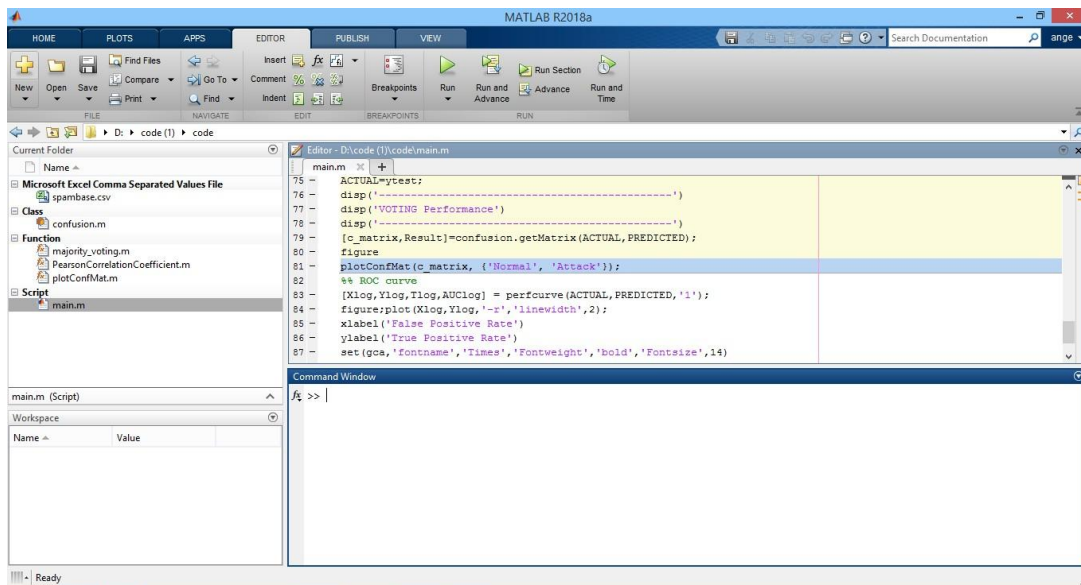 MATLAB R2018a
HOME PLOTS APPS EDITOR PUBLISH VIEW
Search Documentation ange
New Open Save Find Files Compare Print
Go To Find
Insert fx Comment Indent
Breakpoints
Run Run and Advance Run Section Advance Run and Time
FILE NAVIGATE EDIT BREAKPOINTS RUN
D: code (1) code
Current Folder
Name
Microsoft Excel Comma Separated Values File
spambase.csv
Class
confusion.m
Function
majority_voting.m
PearsonCorrelationCoefficient.m
plotConfMat.m
Script
main.m
main.m (Script)
Workspace
Name Value
Editor - D:\code (1)\code\main.m
main.m
75 - ACTUAL=ytest;
76 - disp('----------------------------------------------')
77 - disp('VOTING Performance')
78 - disp('----------------------------------------------')
79 - [c_matrix,Result]=confusion.getMatrix(ACTUAL,PREDICTED);
80 - figure
81 - plotConfMat(c_matrix, {'Normal', 'Attack'});
82 %% ROC curve
83 - [Xlog,Ylog,Tlog,AUClog] = perfcurve(ACTUAL,PREDICTED,'1');
84 - figure;plot(Xlog,Ylog,'-r','linewidth',2);
85 - xlabel('False Positive Rate')
86 - ylabel('True Positive Rate')
87 - set(gca,'fontname','Times','Fontweight','bold','Fontsize',14)
Command Window
fx >>
Ready